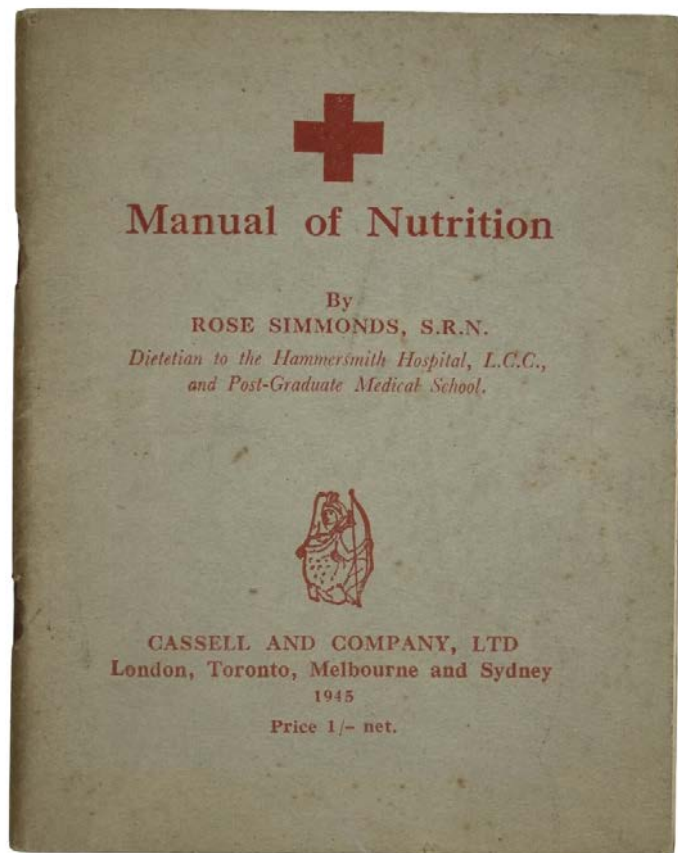 Manual of Nutrition
By
ROSE SIMMONDS, S.R.N.
Dietetian to the Hammersmith Hospital, L.C.C.,
and Post-Graduate Medical School.
CASSELL AND COMPANY, LTD
London, Toronto, Melbourne and Sydney
1945
Price 1/- net.